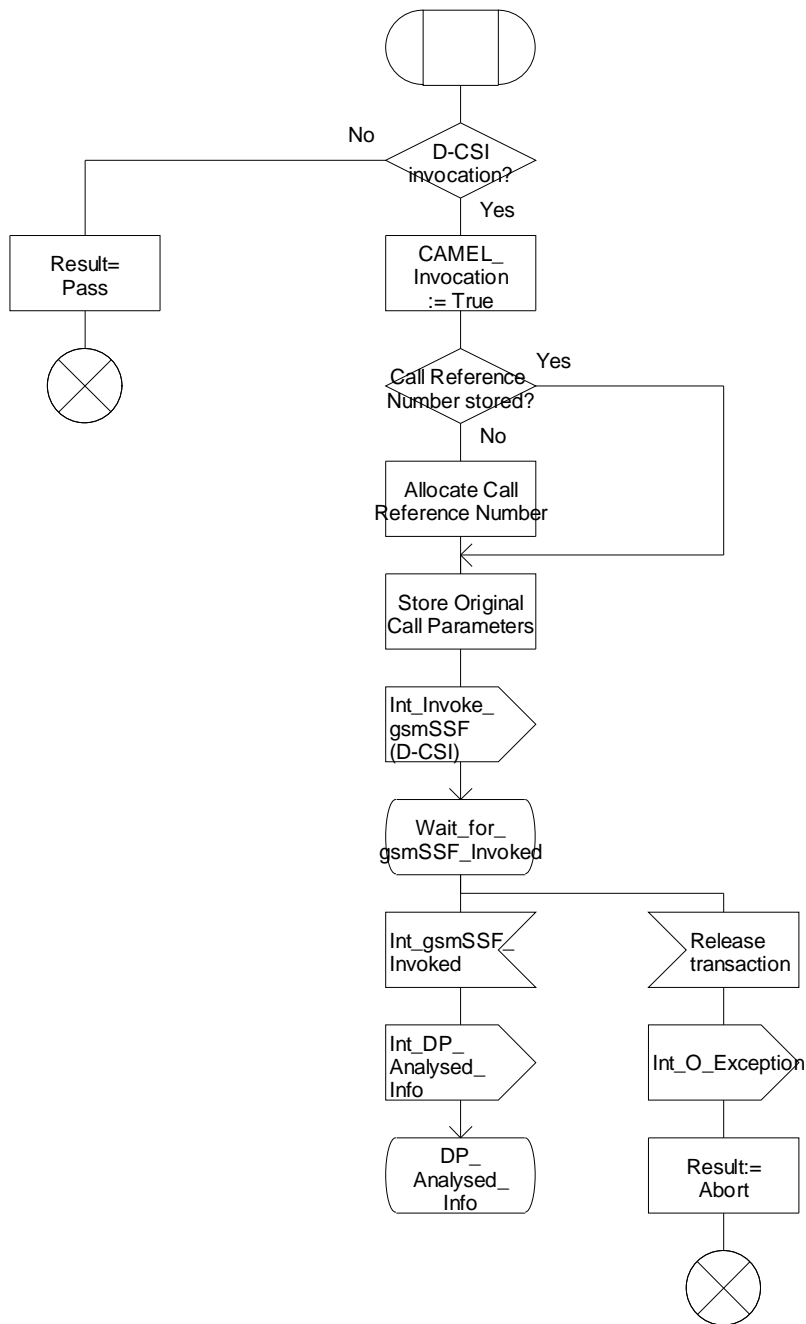 No
D-CSI
invocation?
Yes
Result=
Pass
CAMEL_
Invocation
:= True
Call Reference
Number stored?
Yes
No
Allocate Call
Reference Number
Store Original
Call Parameters
Int_Invoke_
gsmSSF
(D-CSI)
Wait_for_
gsmSSF_Invoked
Int_gsmSSF_
Invoked
Release
transaction
Int_DP_
Analysed_
Info
Int_O_Exception
DP_
Analysed_
Info
Result:=
Abort